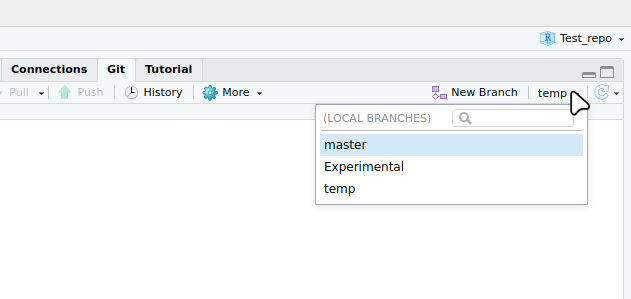 Test_repo
Connections Git Tutorial
Pull Push History More New Branch temp
(LOCAL BRANCHES)
master
Experimental
temp